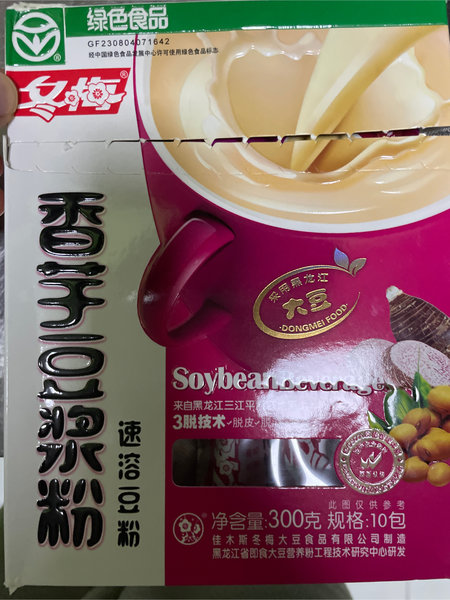 绿色食品
GF230804071642
经中国绿色食品发展中心许可使用绿色食品标志
冬梅®
香芋豆浆粉
速溶豆粉
采用黑龙江
大豆
·DONGMEI FOOD·
Soybean Beverage
来自黑龙江三江平
3脱技术 脱皮
此图仅供参考
净含量:300克 规格:10包
佳木斯冬梅大豆食品有限公司制造
黑龙江省即食大豆营养粉工程技术研究中心研发